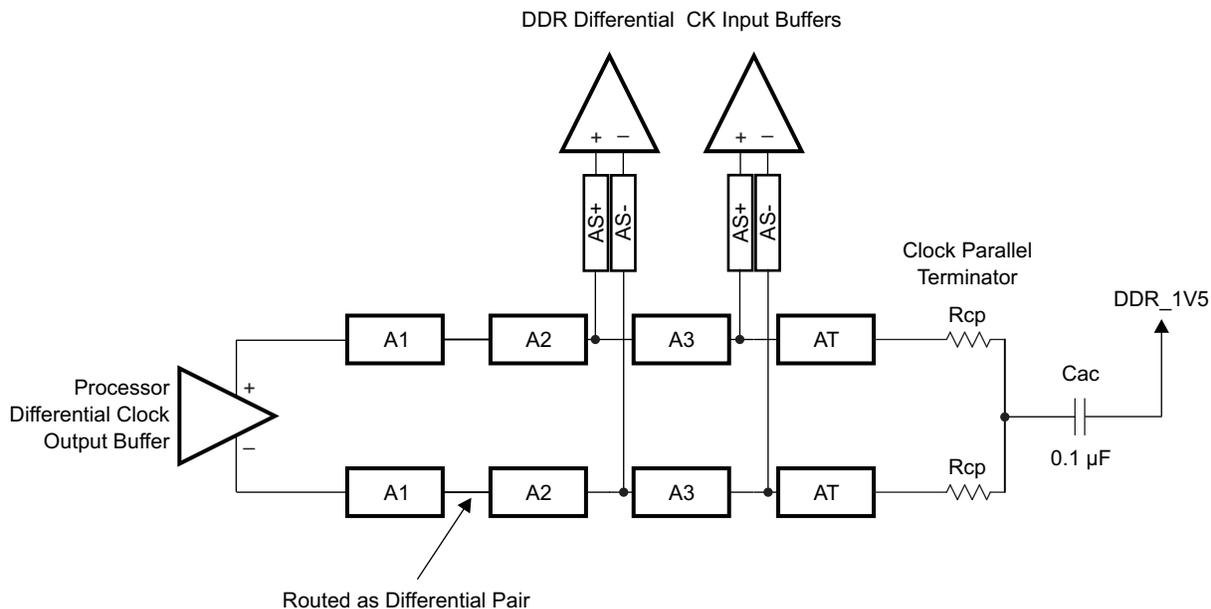 DDR Differential CK Input Buffers
+ − + −
AS+ AS- AS+ AS-
Clock Parallel
Terminator
DDR_1V5
A1 A2 A3 AT Rcp
Cac
Processor
Differential Clock
Output Buffer
+
−
0.1 µF
A1 A2 A3 AT Rcp
Routed as Differential Pair